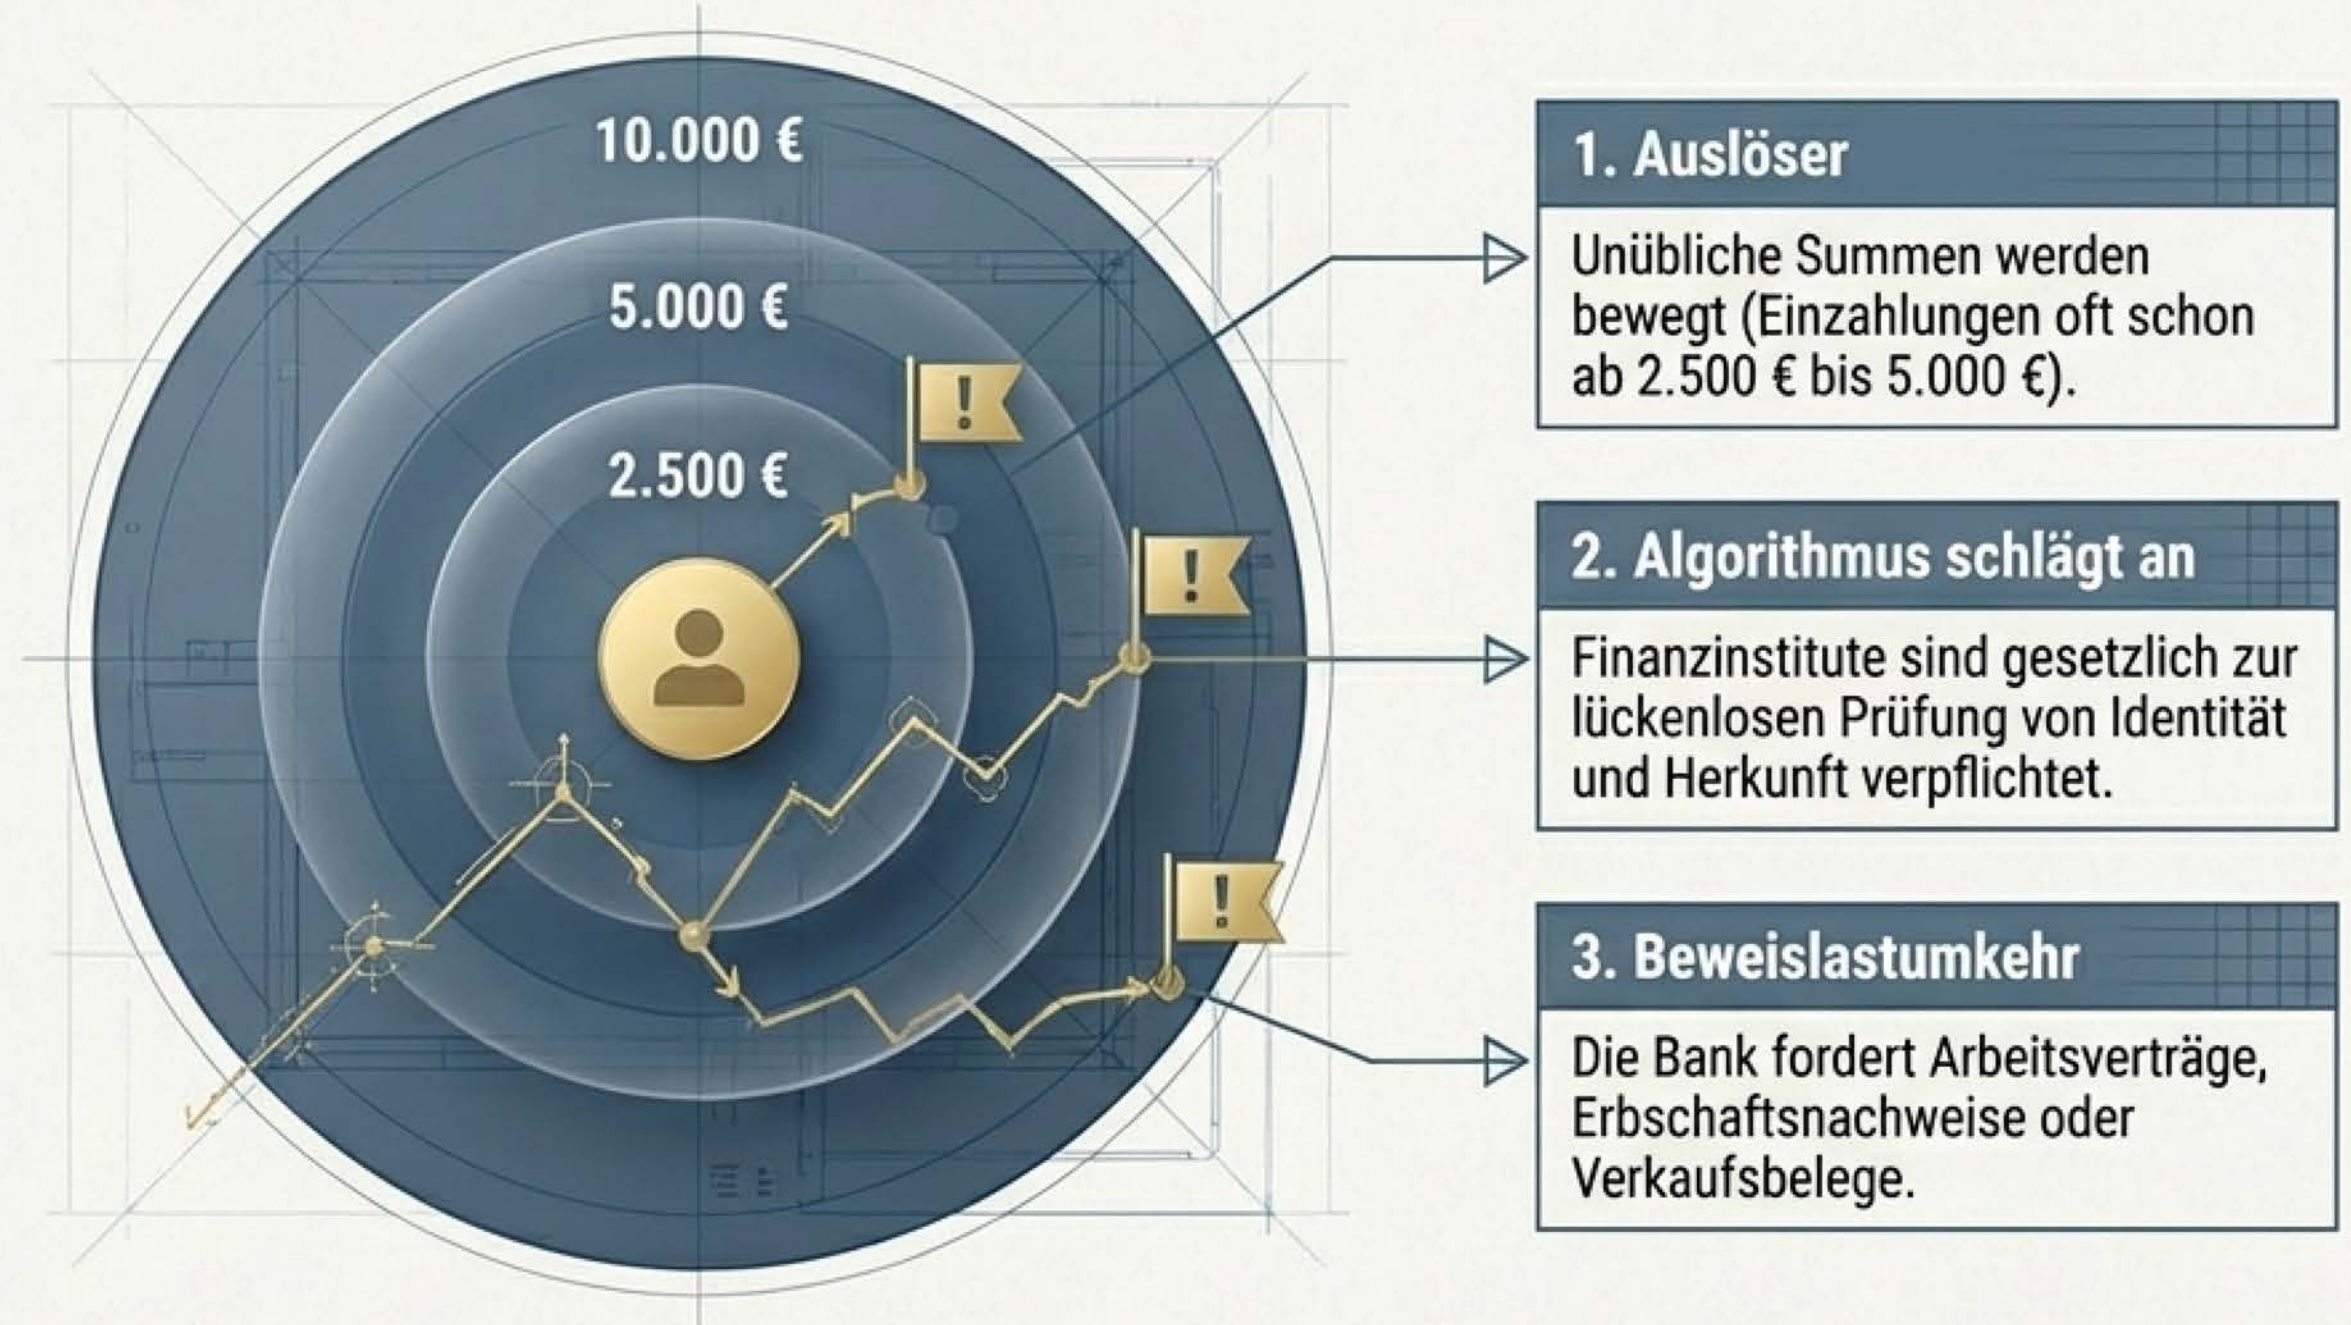 10.000 €
5.000 €
2.500 €
!
!
!
1. Auslöser
Unübliche Summen werden
bewegt (Einzahlungen oft schon
ab 2.500 € bis 5.000 €).
2. Algorithmus schlägt an
Finanzinstitute sind gesetzlich zur
lückenlosen Prüfung von Identität
und Herkunft verpflichtet.
3. Beweislastumkehr
Die Bank fordert Arbeitsverträge,
Erbschaftsnachweise oder
Verkaufsbelege.